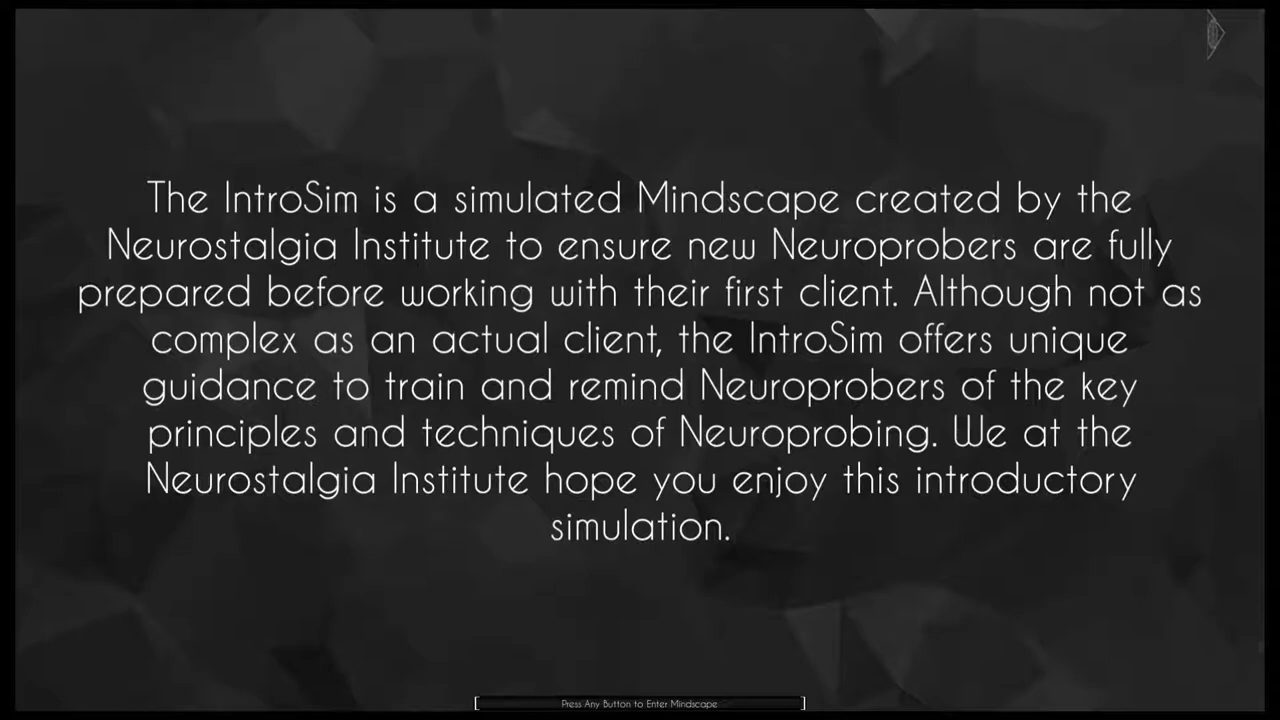 The IntroSim is a simulated Mindscape created by the
Neurostalgia Institute to ensure new Neuroprobers are fully
prepared before working with their first client. Although not as
complex as an actual client, the IntroSim offers unique
guidance to train and remind Neuroprobers of the key
principles and techniques of Neuroprobing. We at the
Neurostalgia Institute hope you enjoy this introductory
simulation.
Press Any Button to Enter Mindscape